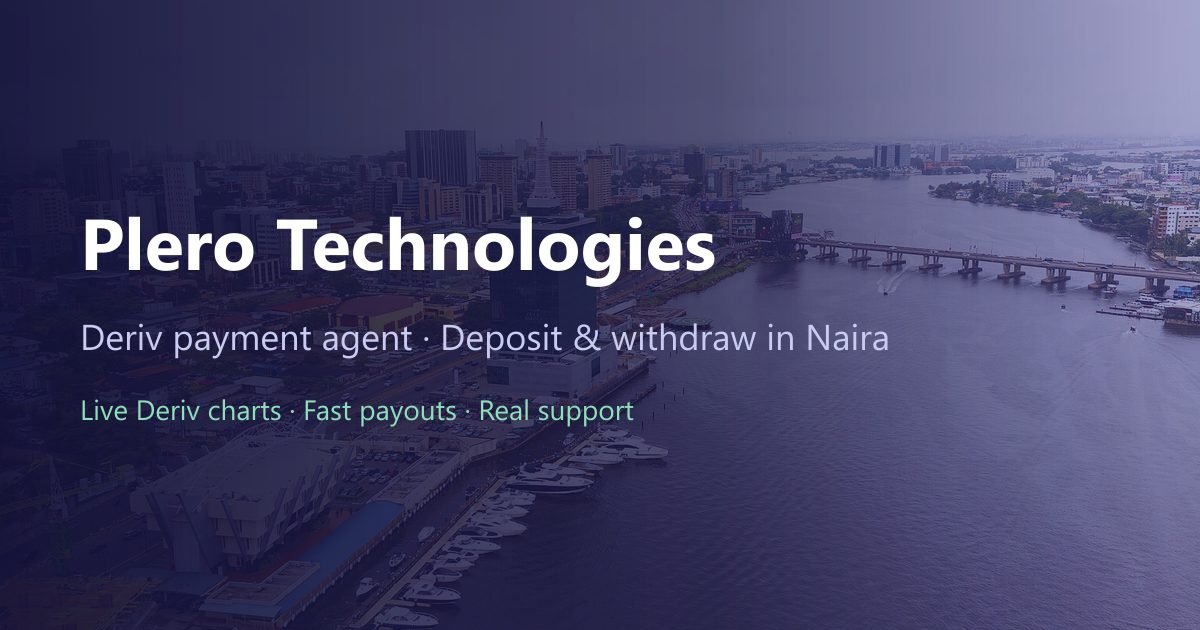 Plero Technologies
Deriv payment agent · Deposit & withdraw in Naira
Live Deriv charts · Fast payouts · Real support